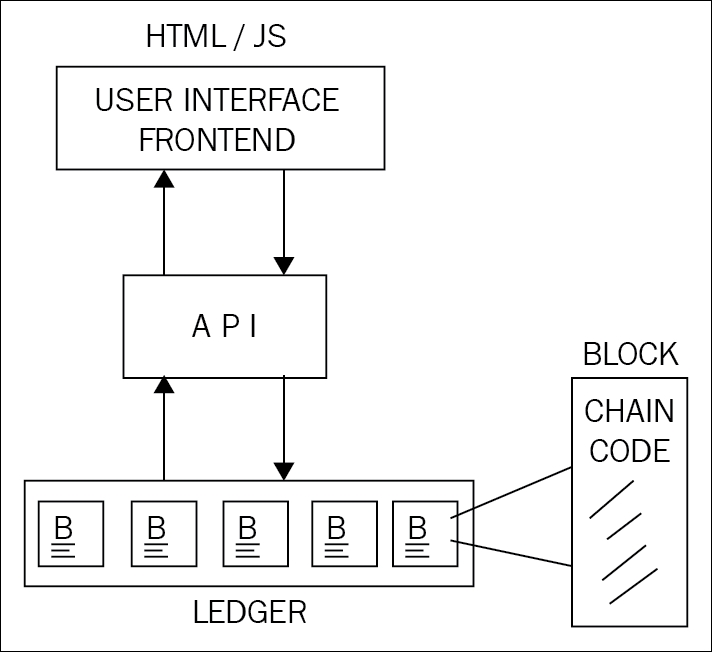 HTML / JS
USER INTERFACE
FRONTEND
A P I
BLOCK
CHAIN
CODE
B
B
B
B
B
LEDGER